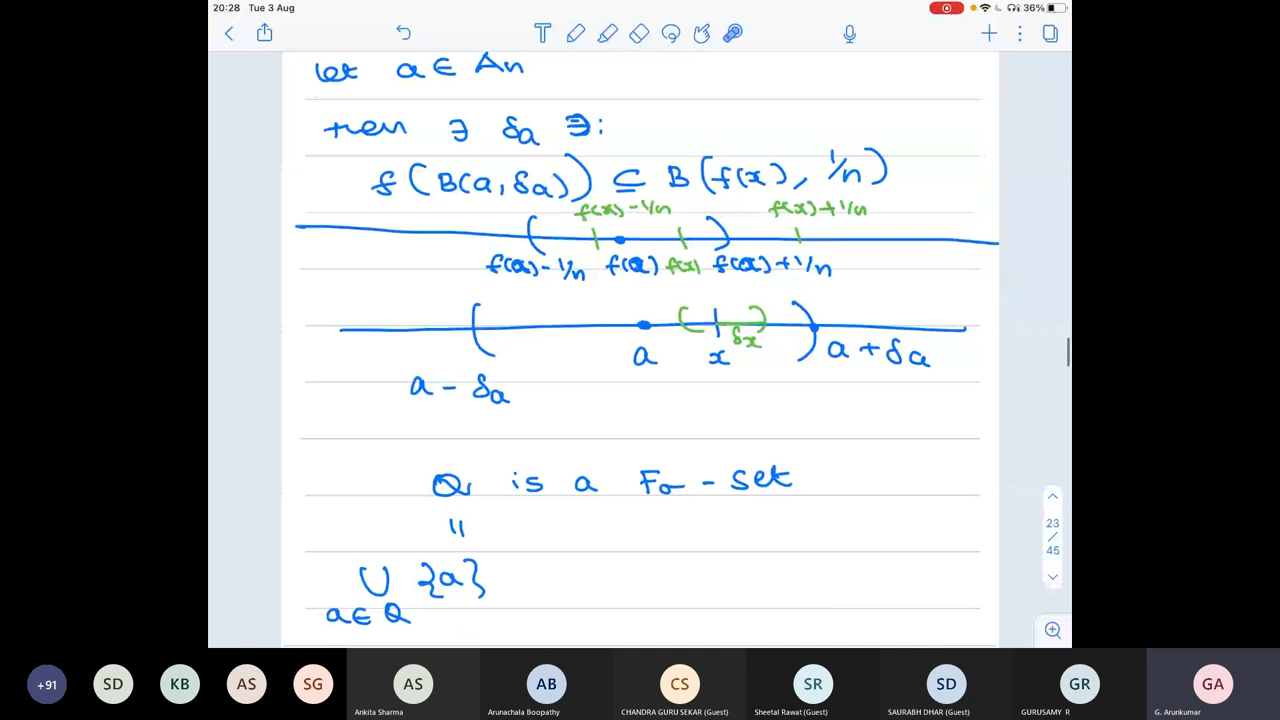 20:28 Tue 3 Aug
36%
let a ∈ An
then ∃ δa ∋:
f(B(a, δa)) ⊆ B(f(x), 1/n)
f(x) - 1/n f(x) + 1/n
f(a) - 1/n f(a) f(x) f(a) + 1/n
δx
a x a + δa
a - δa
Q is a Fσ - set
"
∪ {a}
a ∈ Q
23
/
45
+91 SD KB AS SG AS AB CS SR SD GR GA
Ankita Sharma Arunachala Boopathy CHANDRA GURU SEKAR (Guest) Sheetal Rawat (Guest) SAURABH DHAR (Guest) GURUSAMY R G. Arunkumar